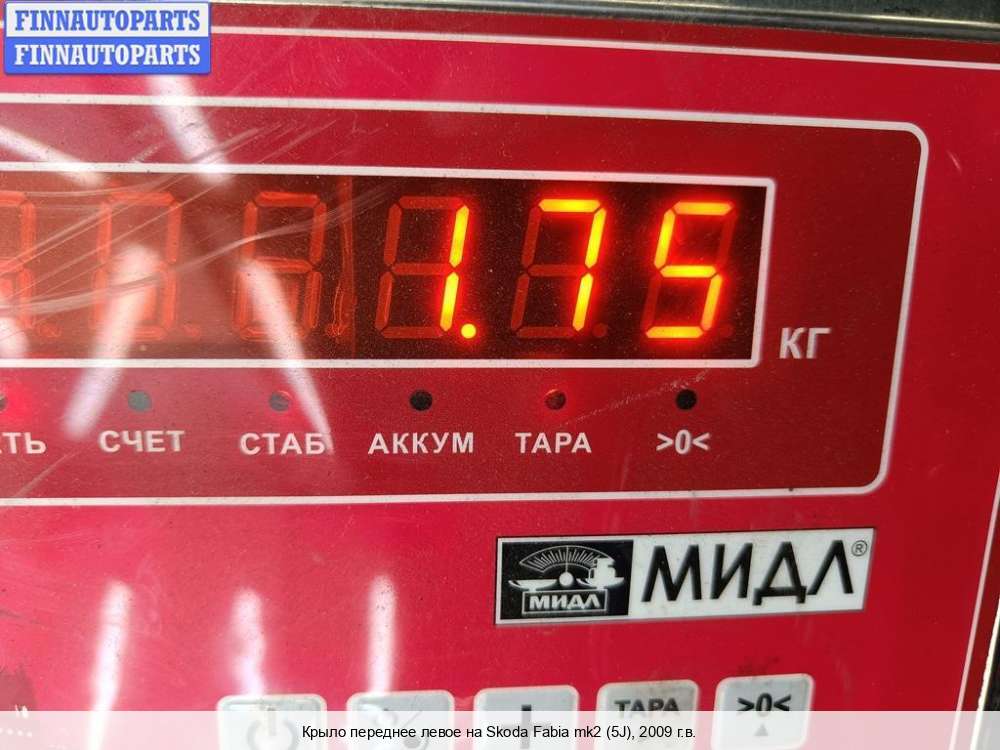 FINNAUTOPARTS
FINNAUTOPARTS
1.75
КГ
СЧЕТ СТАБ АККУМ ТАРА >0<
МИДЛ МИДЛ®
ТАРА >0<
Крыло переднее левое на Skoda Fabia mk2 (5J), 2009 г.в.